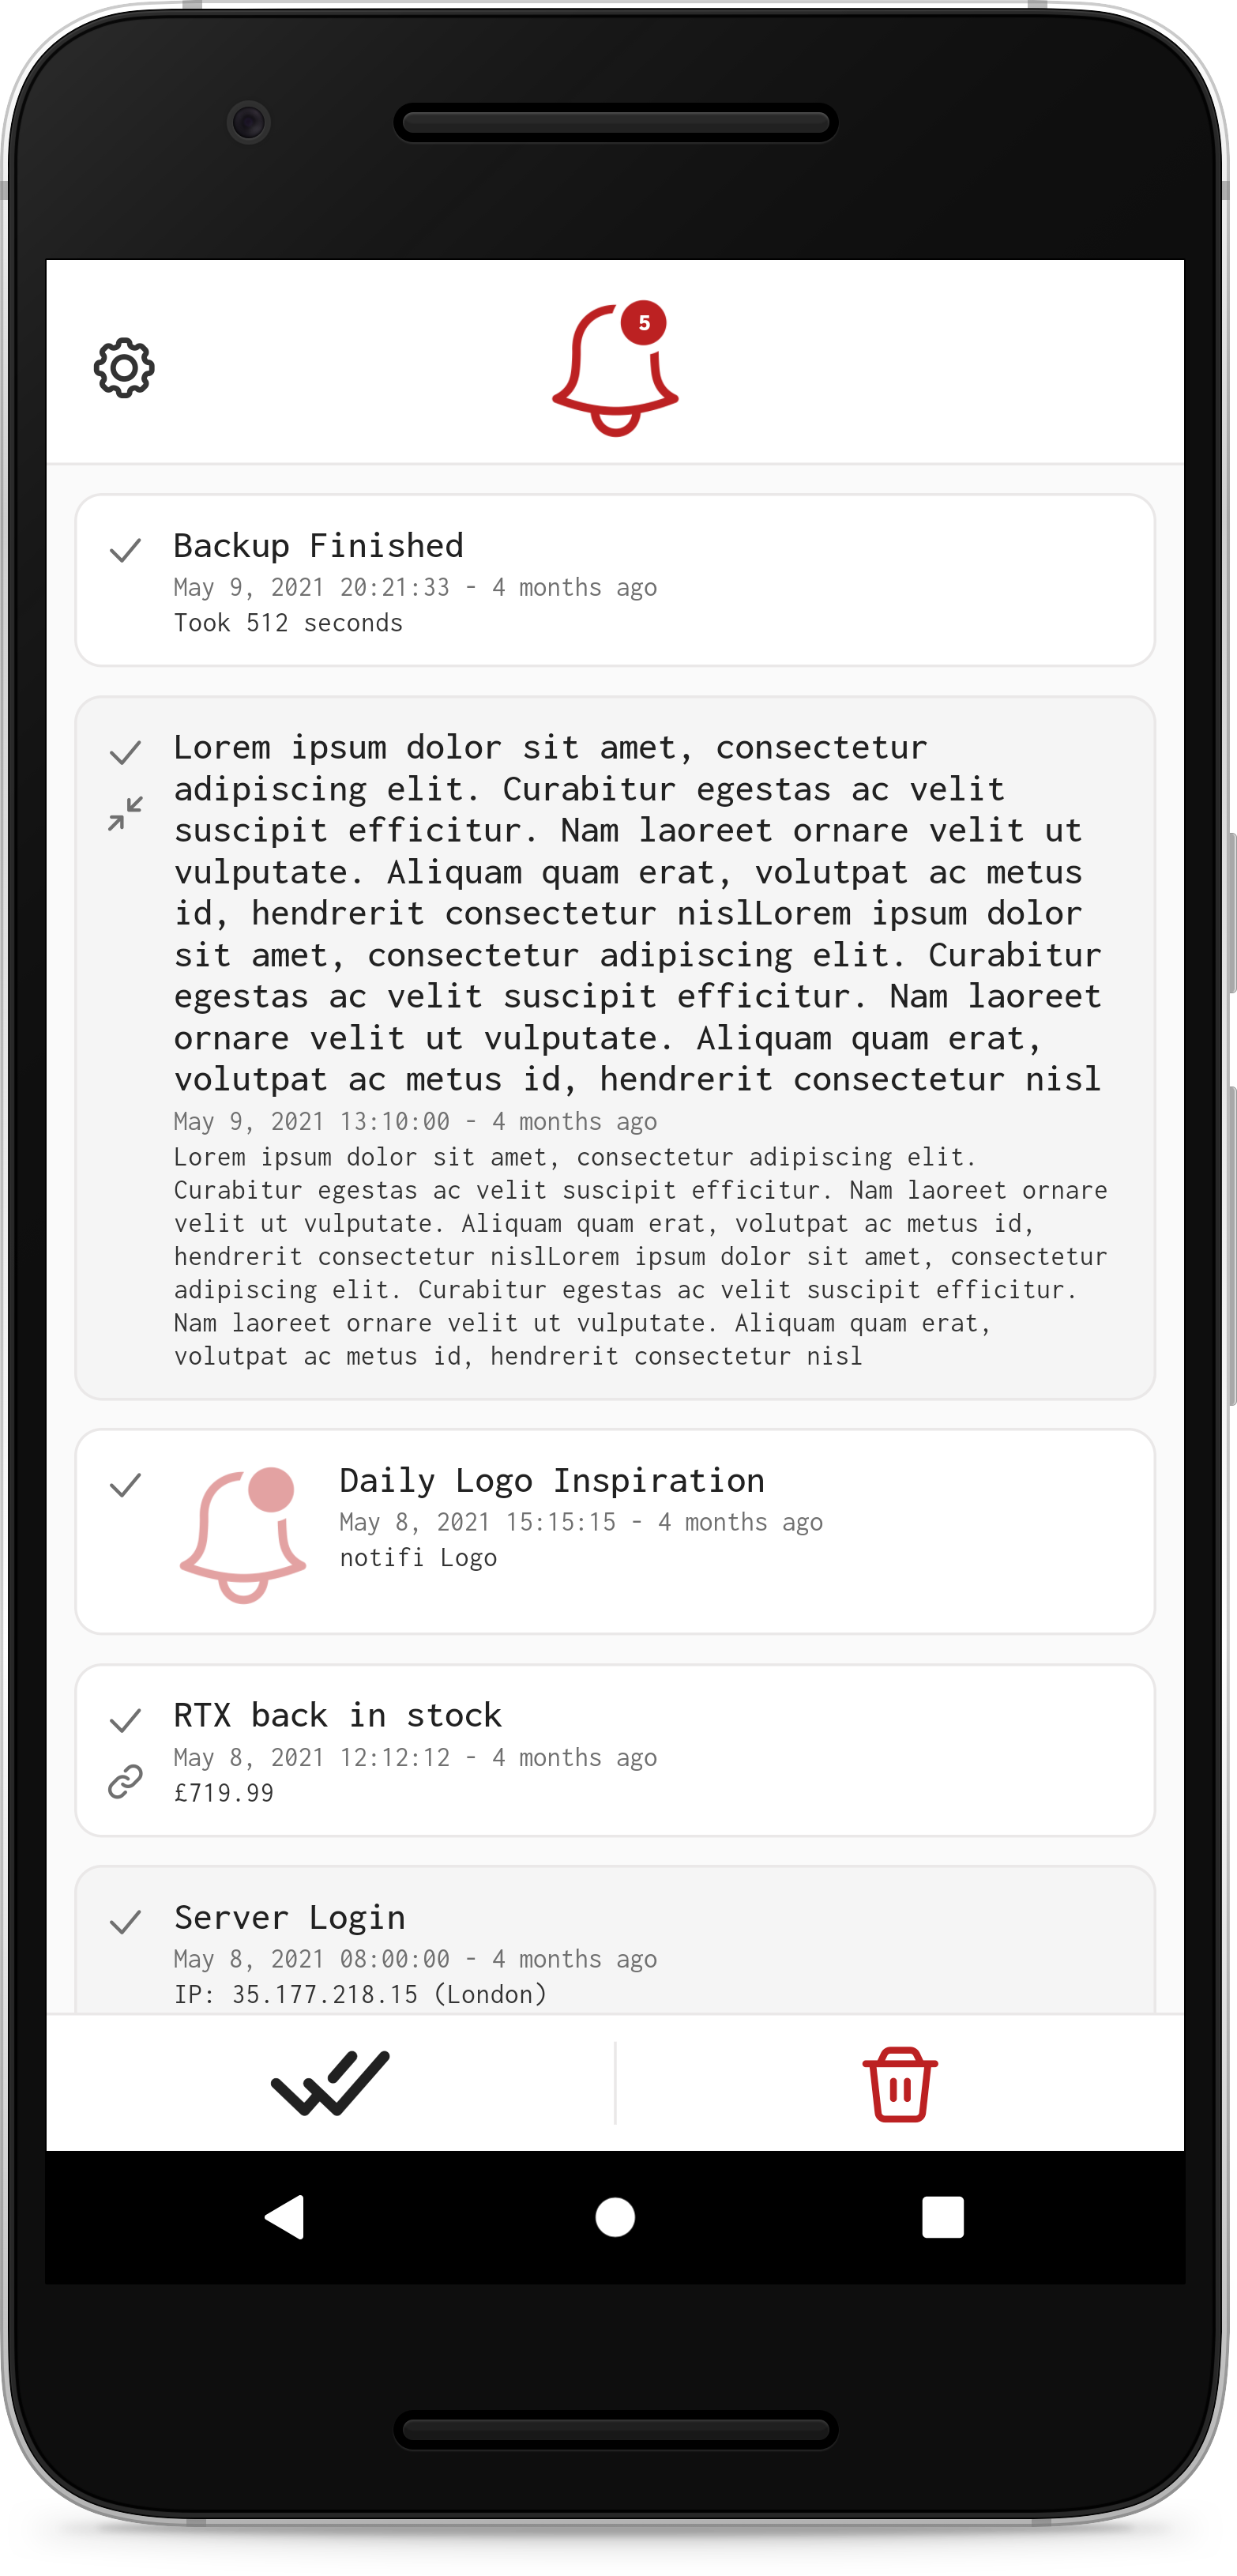 5
Backup Finished
May 9, 2021 20:21:33 - 4 months ago
Took 512 seconds
Lorem ipsum dolor sit amet, consectetur
adipiscing elit. Curabitur egestas ac velit
suscipit efficitur. Nam laoreet ornare velit ut
vulputate. Aliquam quam erat, volutpat ac metus
id, hendrerit consectetur nislLorem ipsum dolor
sit amet, consectetur adipiscing elit. Curabitur
egestas ac velit suscipit efficitur. Nam laoreet
ornare velit ut vulputate. Aliquam quam erat,
volutpat ac metus id, hendrerit consectetur nisl
May 9, 2021 13:10:00 - 4 months ago
Lorem ipsum dolor sit amet, consectetur adipiscing elit.
Curabitur egestas ac velit suscipit efficitur. Nam laoreet ornare
velit ut vulputate. Aliquam quam erat, volutpat ac metus id,
hendrerit consectetur nislLorem ipsum dolor sit amet, consectetur
adipiscing elit. Curabitur egestas ac velit suscipit efficitur.
Nam laoreet ornare velit ut vulputate. Aliquam quam erat,
volutpat ac metus id, hendrerit consectetur nisl
Daily Logo Inspiration
May 8, 2021 15:15:15 - 4 months ago
notifi Logo
RTX back in stock
May 8, 2021 12:12:12 - 4 months ago
£719.99
Server Login
May 8, 2021 08:00:00 - 4 months ago
IP: 35.177.218.15 (London)